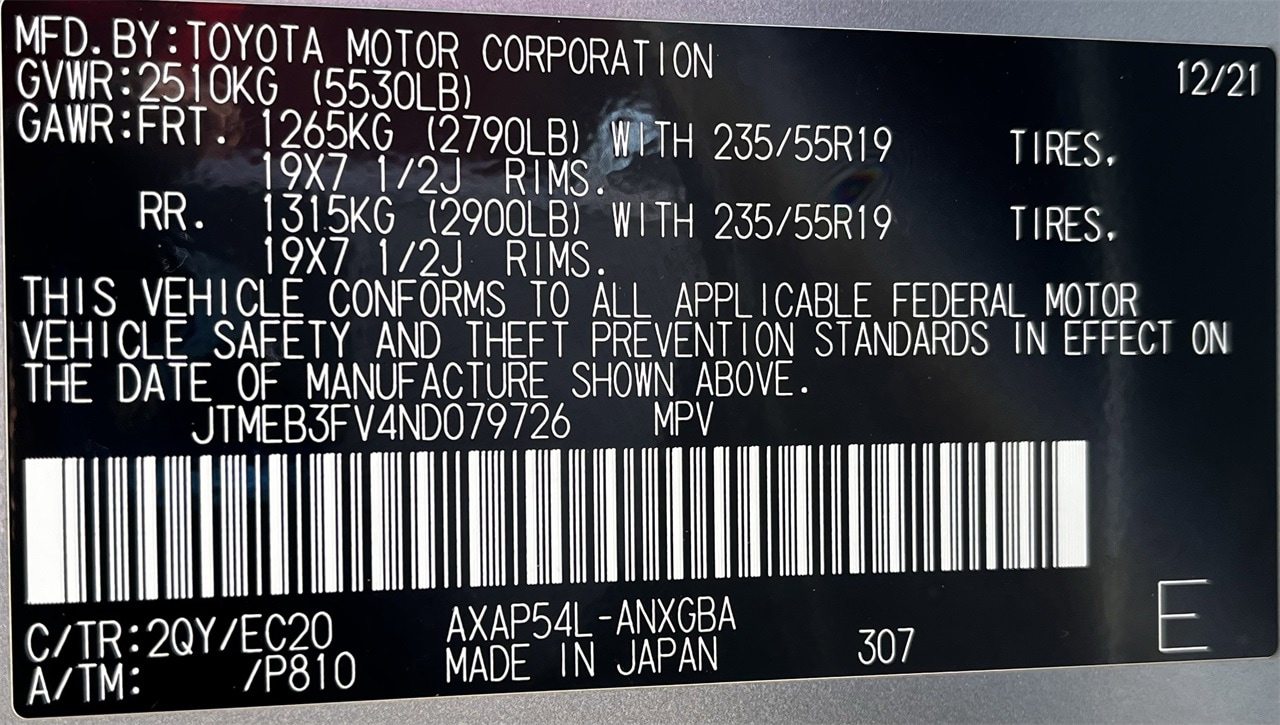 MFD.BY:TOYOTA MOTOR CORPORATION 12/21
GVWR:2510KG (5530LB)
GAWR:FRT. 1265KG (2790LB) WITH 235/55R19 TIRES.
19X7 1/2J RIMS.
RR. 1315KG (2900LB) WITH 235/55R19 TIRES.
19X7 1/2J RIMS.
THIS VEHICLE CONFORMS TO ALL APPLICABLE FEDERAL MOTOR
VEHICLE SAFETY AND THEFT PREVENTION STANDARDS IN EFFECT ON
THE DATE OF MANUFACTURE SHOWN ABOVE.
JTMEB3FV4ND079726 MPV
C/TR:2QY/EC20 AXAP54L-ANXGBA
A/TM: /P810 MADE IN JAPAN 307 E